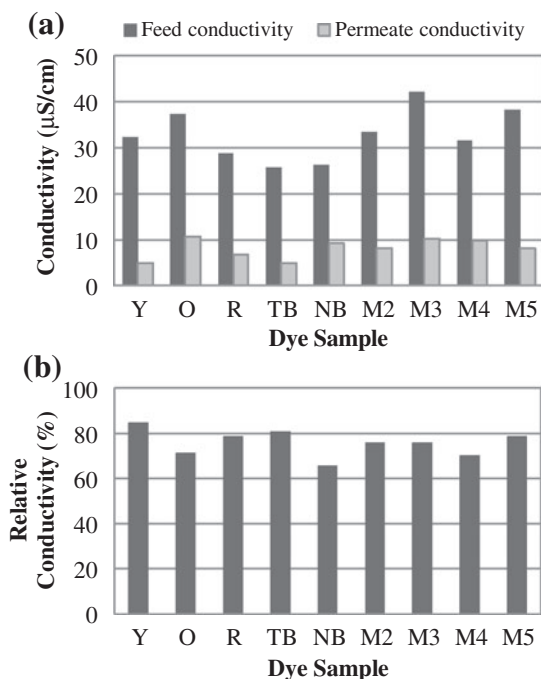 (a)
Feed conductivity Permeate conductivity
Conductivity (µS/cm)
50
40
30
20
10
0
Y O R TB NB M2 M3 M4 M5
Dye Sample
(b)
Relative
Conductivity (%)
100
80
60
40
20
0
Y O R TB NB M2 M3 M4 M5
Dye Sample